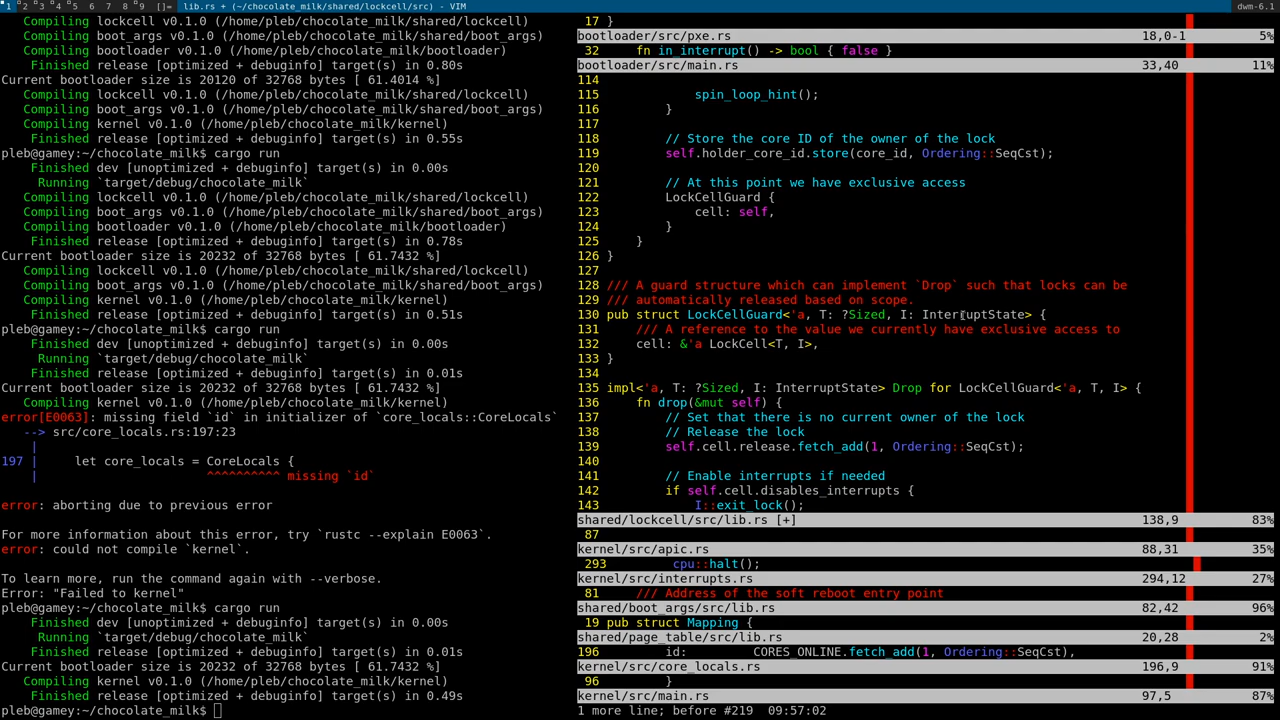 1 2 3 4 5 6 7 8 9 []= lib.rs + (~/chocolate_milk/shared/lockcell/src) - VIM dwm-6.1
Compiling lockcell v0.1.0 (/home/pleb/chocolate_milk/shared/lockcell)
Compiling boot_args v0.1.0 (/home/pleb/chocolate_milk/shared/boot_args)
Compiling bootloader v0.1.0 (/home/pleb/chocolate_milk/bootloader)
Finished release [optimized + debuginfo] target(s) in 0.80s
Current bootloader size is 20120 of 32768 bytes [ 61.4014 %]
Compiling lockcell v0.1.0 (/home/pleb/chocolate_milk/shared/lockcell)
Compiling boot_args v0.1.0 (/home/pleb/chocolate_milk/shared/boot_args)
Compiling kernel v0.1.0 (/home/pleb/chocolate_milk/kernel)
Finished release [optimized + debuginfo] target(s) in 0.55s
pleb@gamey:~/chocolate_milk$ cargo run
Finished dev [unoptimized + debuginfo] target(s) in 0.00s
Running `target/debug/chocolate_milk`
Compiling lockcell v0.1.0 (/home/pleb/chocolate_milk/shared/lockcell)
Compiling boot_args v0.1.0 (/home/pleb/chocolate_milk/shared/boot_args)
Compiling bootloader v0.1.0 (/home/pleb/chocolate_milk/bootloader)
Finished release [optimized + debuginfo] target(s) in 0.78s
Current bootloader size is 20232 of 32768 bytes [ 61.7432 %]
Compiling lockcell v0.1.0 (/home/pleb/chocolate_milk/shared/lockcell)
Compiling boot_args v0.1.0 (/home/pleb/chocolate_milk/shared/boot_args)
Compiling kernel v0.1.0 (/home/pleb/chocolate_milk/kernel)
Finished release [optimized + debuginfo] target(s) in 0.51s
pleb@gamey:~/chocolate_milk$ cargo run
Finished dev [unoptimized + debuginfo] target(s) in 0.00s
Running `target/debug/chocolate_milk`
Finished release [optimized + debuginfo] target(s) in 0.01s
Current bootloader size is 20232 of 32768 bytes [ 61.7432 %]
Compiling kernel v0.1.0 (/home/pleb/chocolate_milk/kernel)
error[E0063]: missing field `id` in initializer of `core_locals::CoreLocals`
--> src/core_locals.rs:197:23
|
197 | let core_locals = CoreLocals {
| ^^^^^^^^^^ missing `id`
error: aborting due to previous error
For more information about this error, try `rustc --explain E0063`.
error: could not compile `kernel`.
To learn more, run the command again with --verbose.
Error: "Failed to kernel"
pleb@gamey:~/chocolate_milk$ cargo run
Finished dev [unoptimized + debuginfo] target(s) in 0.00s
Running `target/debug/chocolate_milk`
Finished release [optimized + debuginfo] target(s) in 0.01s
Current bootloader size is 20232 of 32768 bytes [ 61.7432 %]
Compiling kernel v0.1.0 (/home/pleb/chocolate_milk/kernel)
Finished release [optimized + debuginfo] target(s) in 0.49s
pleb@gamey:~/chocolate_milk$
17 }
bootloader/src/pxe.rs 18,0-1 5%
32 fn in_interrupt() -> bool { false }
bootloader/src/main.rs 33,40 11%
114
115 spin_loop_hint();
116 }
117
118 // Store the core ID of the owner of the lock
119 self.holder_core_id.store(core_id, Ordering::SeqCst);
120
121 // At this point we have exclusive access
122 LockCellGuard {
123 cell: self,
124 }
125 }
126 }
127
128 /// A guard structure which can implement `Drop` such that locks can be
129 /// automatically released based on scope.
130 pub struct LockCellGuard<'a, T: ?Sized, I: InterruptState> {
131 /// A reference to the value we currently have exclusive access to
132 cell: &'a LockCell<T, I>,
133 }
134
135 impl<'a, T: ?Sized, I: InterruptState> Drop for LockCellGuard<'a, T, I> {
136 fn drop(&mut self) {
137 // Set that there is no current owner of the lock
138 // Release the lock
139 self.cell.release.fetch_add(1, Ordering::SeqCst);
140
141 // Enable interrupts if needed
142 if self.cell.disables_interrupts {
143 I::exit_lock();
shared/lockcell/src/lib.rs [+] 138,9 83%
87
kernel/src/apic.rs 88,31 35%
293 cpu::halt();
kernel/src/interrupts.rs 294,12 27%
81 /// Address of the soft reboot entry point
shared/boot_args/src/lib.rs 82,42 96%
19 pub struct Mapping {
shared/page_table/src/lib.rs 20,28 2%
196 id: CORES_ONLINE.fetch_add(1, Ordering::SeqCst),
kernel/src/core_locals.rs 196,9 91%
96 }
kernel/src/main.rs 97,5 87%
1 more line; before #219 09:57:02